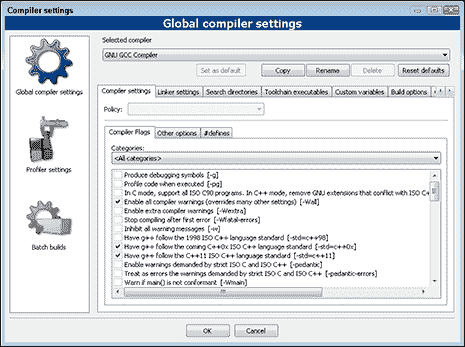 Compiler settings
Global compiler settings
Global compiler settings
Profiler settings
Batch builds
Selected compiler
GNU GCC Compiler
Set as default Copy Rename Delete Reset defaults
Compiler settings Linker settings Search directories Toolchain executables Custom variables Build options
Policy:
Compiler Flags Other options #defines
Categories:
<All categories>
Produce debugging symbols [-g]
Profile code when executed [-pg]
In C mode, support all ISO C90 programs. In C++ mode, remove GNU extensions that conflict with ISO C
Enable all compiler warnings (overrides many other settings) [-Wall]
Enable extra compiler warnings [-Wextra]
Stop compiling after first error [-Wfatal-errors]
Inhibit all warning messages [-w]
Have g++ follow the 1998 ISO C++ language standard [-std=c++98]
Have g++ follow the coming C++0x ISO C++ language standard [-std=c++0x]
Have g++ follow the C++11 ISO C++ language standard [-std=c++11]
Enable warnings demanded by strict ISO C and ISO C++ [-pedantic]
Treat as errors the warnings demanded by strict ISO C and ISO C++ [-pedantic-errors]
Warn if main() is not conformant [-Wmain]
OK Cancel